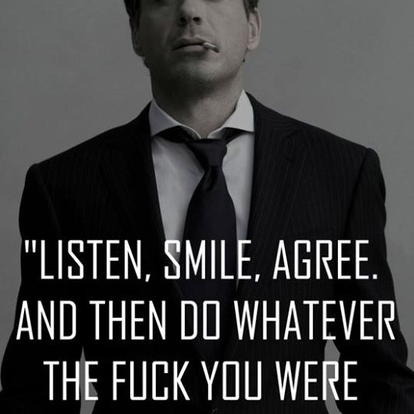 "LISTEN, SMILE, AGREE.
AND THEN DO WHATEVER
THE FUCK YOU WERE